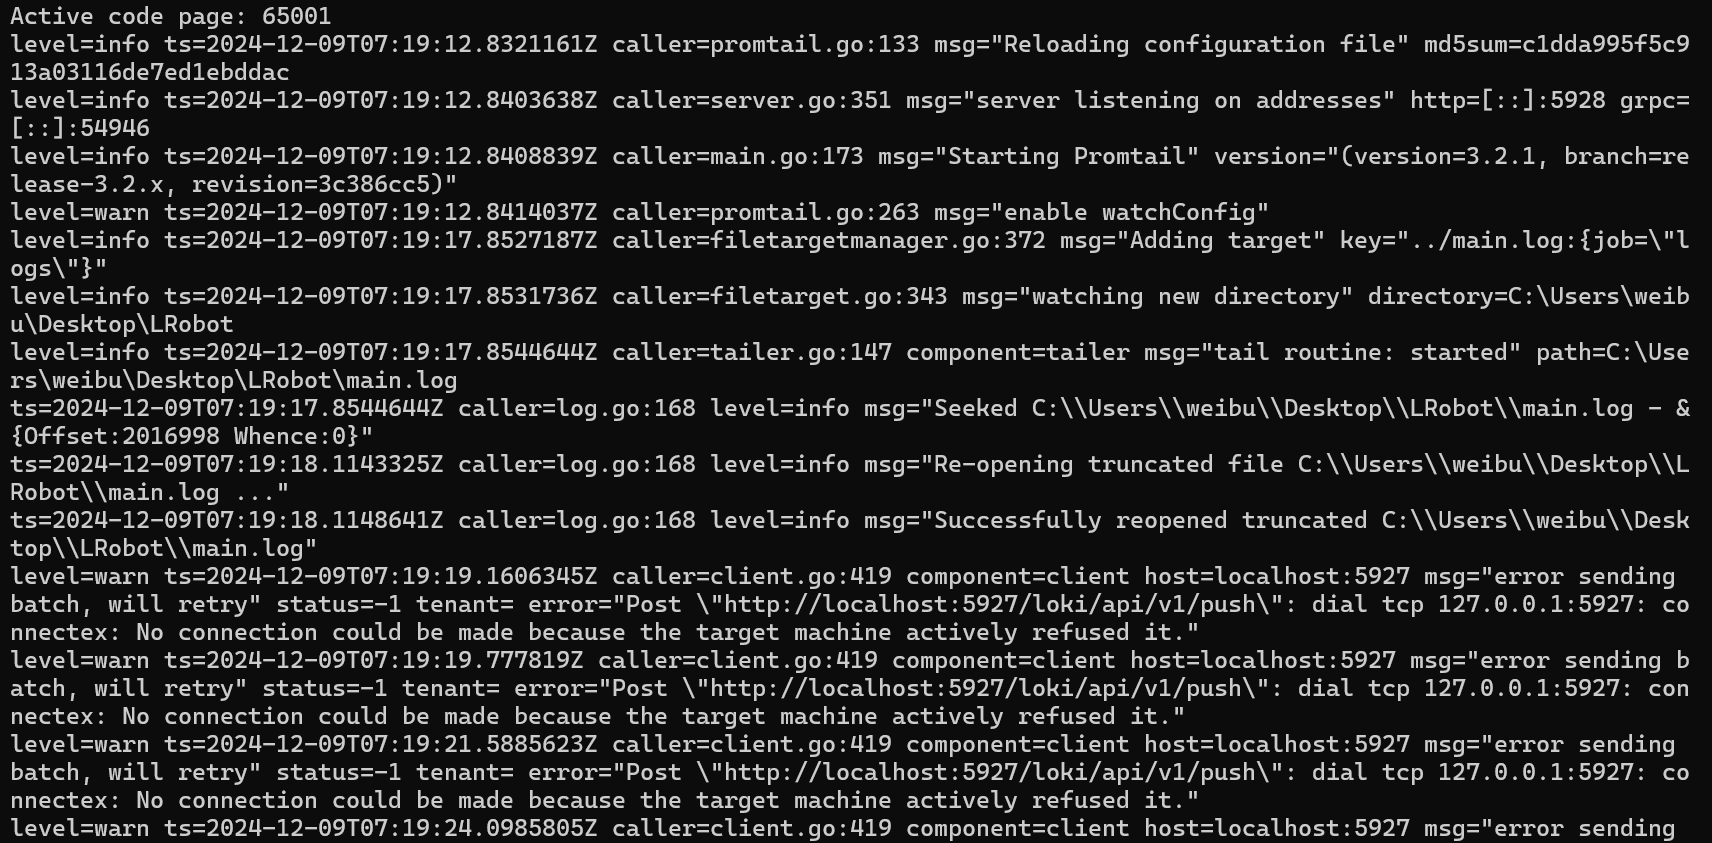 Active code page: 65001
level=info ts=2024-12-09T07:19:12.8321161Z caller=promtail.go:133 msg="Reloading configuration file" md5sum=c1dda995f5c9
13a03116de7ed1ebddac
level=info ts=2024-12-09T07:19:12.8403638Z caller=server.go:351 msg="server listening on addresses" http=[::]:5928 grpc=
[::]:54946
level=info ts=2024-12-09T07:19:12.8408839Z caller=main.go:173 msg="Starting Promtail" version="(version=3.2.1, branch=re
lease-3.2.x, revision=3c386cc5)"
level=warn ts=2024-12-09T07:19:12.8414037Z caller=promtail.go:263 msg="enable watchConfig"
level=info ts=2024-12-09T07:19:17.8527187Z caller=filetargetmanager.go:372 msg="Adding target" key="../main.log:{job=\"l
ogs\"}"
level=info ts=2024-12-09T07:19:17.8531736Z caller=filetarget.go:343 msg="watching new directory" directory=C:\Users\weib
u\Desktop\LRobot
level=info ts=2024-12-09T07:19:17.8544644Z caller=tailer.go:147 component=tailer msg="tail routine: started" path=C:\Use
rs\weibu\Desktop\LRobot\main.log
ts=2024-12-09T07:19:17.8544644Z caller=log.go:168 level=info msg="Seeked C:\\Users\\weibu\\Desktop\\LRobot\\main.log - &
{Offset:2016998 Whence:0}"
ts=2024-12-09T07:19:18.1143325Z caller=log.go:168 level=info msg="Re-opening truncated file C:\\Users\\weibu\\Desktop\\L
Robot\\main.log ..."
ts=2024-12-09T07:19:18.1148641Z caller=log.go:168 level=info msg="Successfully reopened truncated C:\\Users\\weibu\\Desk
top\\LRobot\\main.log"
level=warn ts=2024-12-09T07:19:19.1606345Z caller=client.go:419 component=client host=localhost:5927 msg="error sending
batch, will retry" status=-1 tenant= error="Post \"http://localhost:5927/loki/api/v1/push\": dial tcp 127.0.0.1:5927: co
nnectex: No connection could be made because the target machine actively refused it."
level=warn ts=2024-12-09T07:19:19.777819Z caller=client.go:419 component=client host=localhost:5927 msg="error sending b
atch, will retry" status=-1 tenant= error="Post \"http://localhost:5927/loki/api/v1/push\": dial tcp 127.0.0.1:5927: con
nectex: No connection could be made because the target machine actively refused it."
level=warn ts=2024-12-09T07:19:21.5885623Z caller=client.go:419 component=client host=localhost:5927 msg="error sending
batch, will retry" status=-1 tenant= error="Post \"http://localhost:5927/loki/api/v1/push\": dial tcp 127.0.0.1:5927: co
nnectex: No connection could be made because the target machine actively refused it."
level=warn ts=2024-12-09T07:19:24.0985805Z caller=client.go:419 component=client host=localhost:5927 msg="error sending